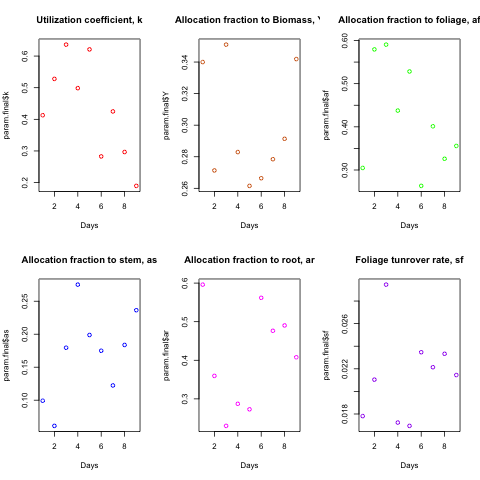 Utilization coefficient, k
param.final$k
0.2 0.3 0.4 0.5 0.6
2 4 6 8
Days
Allocation fraction to Biomass, Y
param.final$Y
0.26 0.28 0.30 0.32 0.34
2 4 6 8
Days
Allocation fraction to foliage, af
param.final$af
0.30 0.40 0.50 0.60
2 4 6 8
Days
Allocation fraction to stem, as
param.final$as
0.10 0.15 0.20 0.25
2 4 6 8
Days
Allocation fraction to root, ar
param.final$ar
0.3 0.4 0.5 0.6
2 4 6 8
Days
Foliage tunrover rate, sf
param.final$sf
0.018 0.022 0.026
2 4 6 8
Days